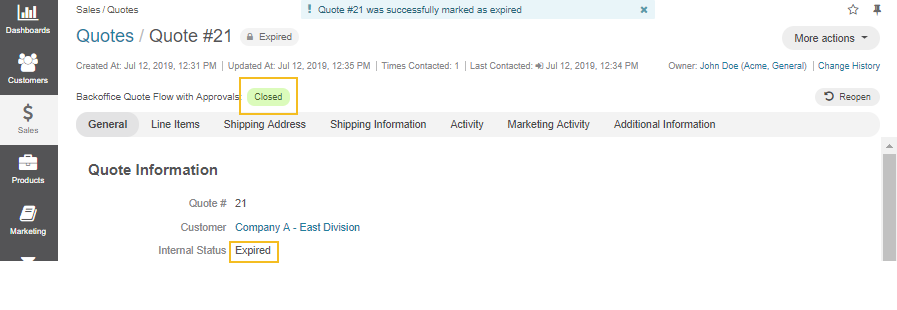 Dashboards
Customers
Sales
Products
Marketing
Sales / Quotes
! Quote #21 was successfully marked as expired ×
Quotes / Quote #21 Expired
More actions
Created At: Jul 12, 2019, 12:31 PM | Updated At: Jul 12, 2019, 12:35 PM | Times Contacted: 1 | Last Contacted: Jul 12, 2019, 12:34 PM
Owner: John Doe (Acme, General) | Change History
Backoffice Quote Flow with Approvals: Closed
Reopen
General Line Items Shipping Address Shipping Information Activity Marketing Activity Additional Information
Quote Information
Quote # 21
Customer Company A - East Division
Internal Status Expired